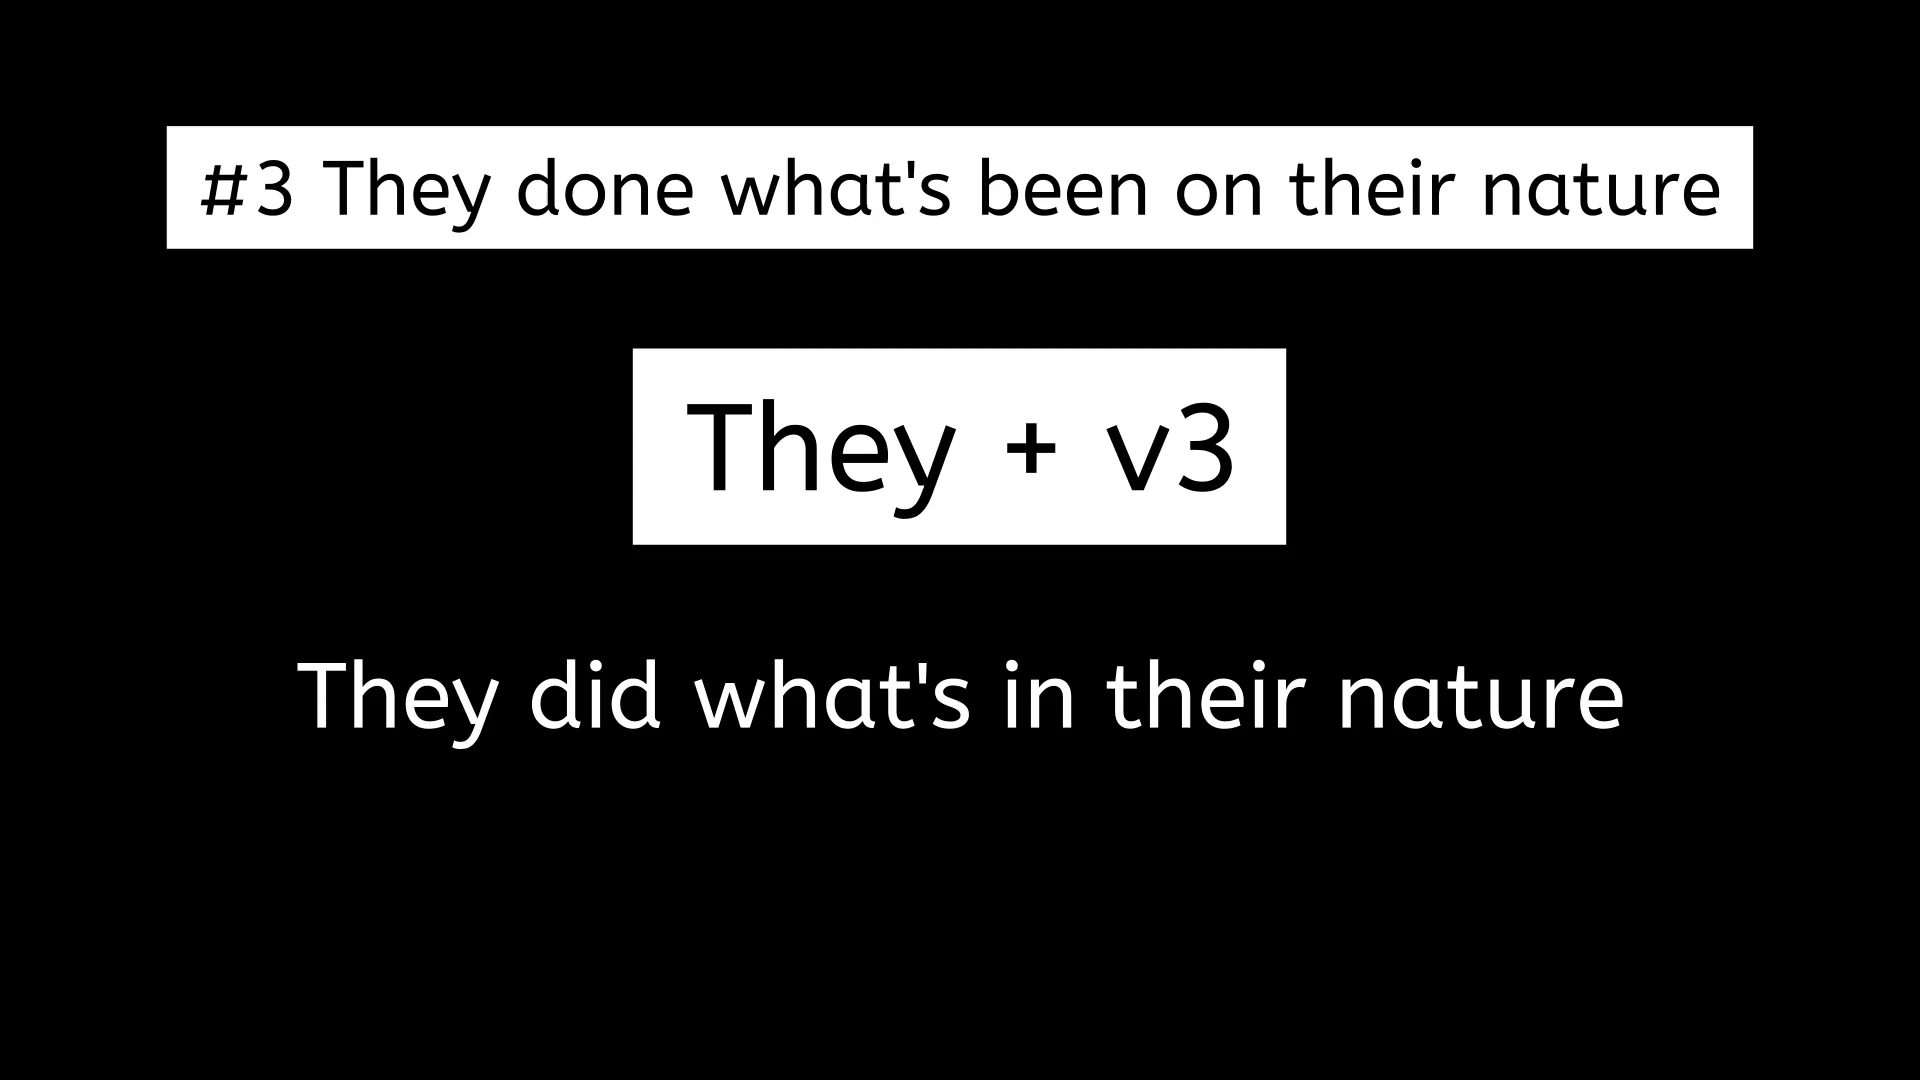 #3 They done what's been on their nature
They + v3
They did what's in their nature